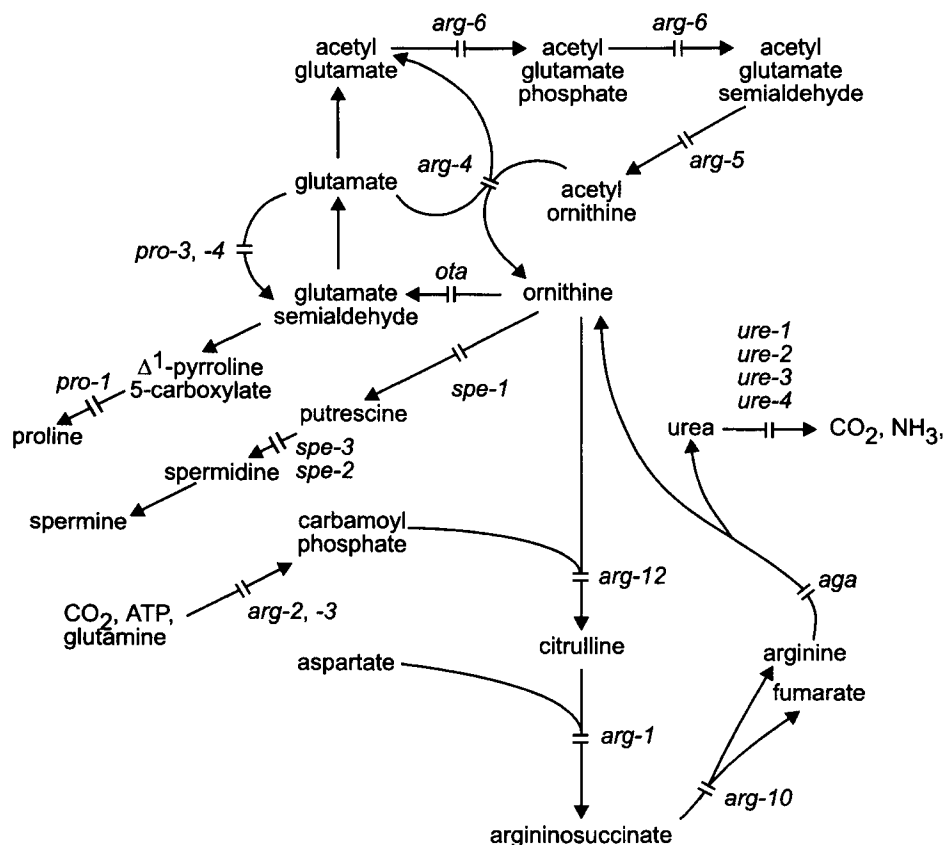 arg-6
arg-6
acetyl
glutamate
acetyl
glutamate
phosphate
acetyl
glutamate
semialdehyde
arg-4
arg-5
glutamate
acetyl
ornithine
pro-3, -4
ota
glutamate
semialdehyde
ornithine
ure-1
ure-2
ure-3
ure-4
Δ1-pyrroline
5-carboxylate
pro-1
spe-1
proline
putrescine
urea
CO2, NH3,
spe-3
spe-2
spermidine
spermine
carbamoyl
phosphate
arg-12
aga
CO2, ATP,
glutamine
arg-2, -3
citrulline
aspartate
arginine
fumarate
arg-1
arg-10
argininosuccinate